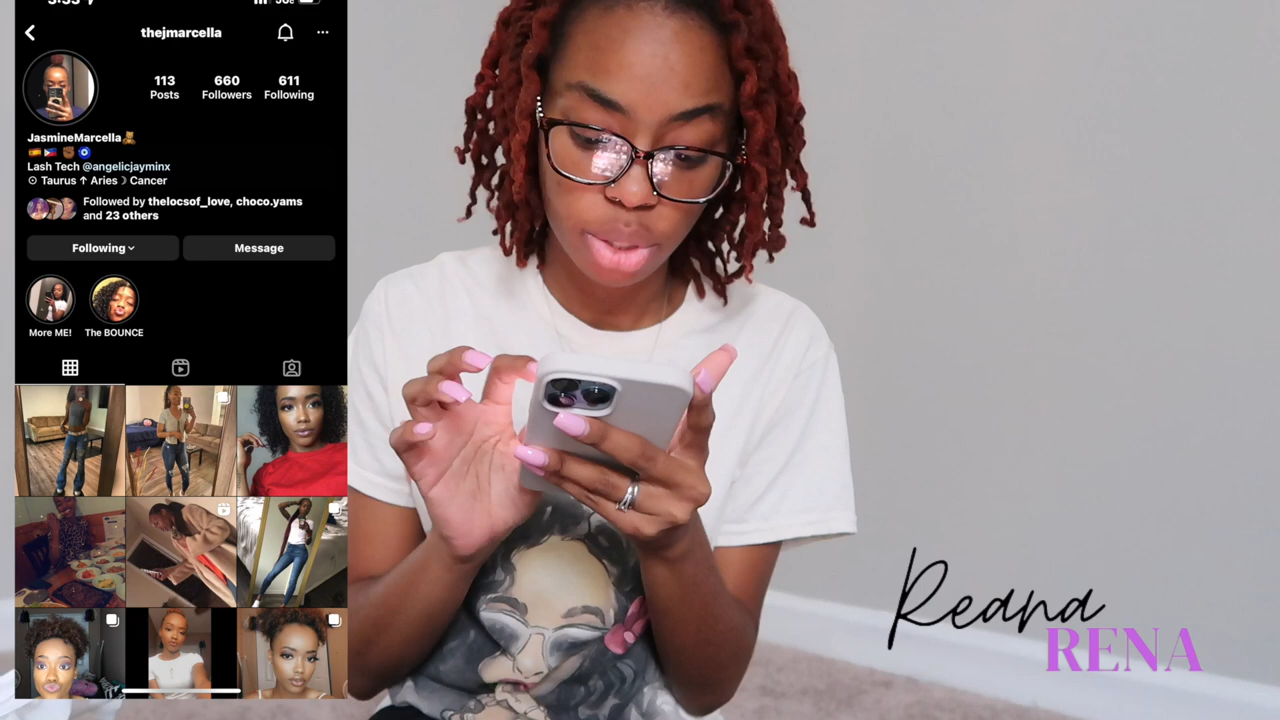 thejmarcella
113 660 611
Posts Followers Following
JasmineMarcella
Lash Tech @angelicjayminx
☉ Taurus ↑ Aries ☽ Cancer
Followed by thelocsof_love, choco.yams
and 23 others
Following Message
More ME! The BOUNCE
Reana
RENA